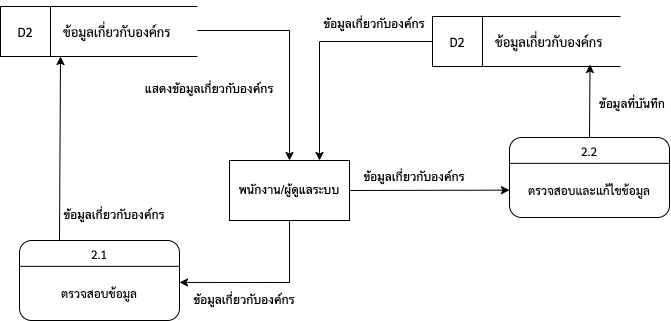 D2
ข้อมูลเกี่ยวกับองค์กร
ข้อมูลเกี่ยวกับองค์กร
D2
ข้อมูลเกี่ยวกับองค์กร
แสดงข้อมูลเกี่ยวกับองค์กร
ข้อมูลที่บันทึก
2.2
ตรวจสอบและแก้ไขข้อมูล
พนักงาน/ผู้ดูแลระบบ
ข้อมูลเกี่ยวกับองค์กร
ข้อมูลเกี่ยวกับองค์กร
2.1
ตรวจสอบข้อมูล
ข้อมูลเกี่ยวกับองค์กร